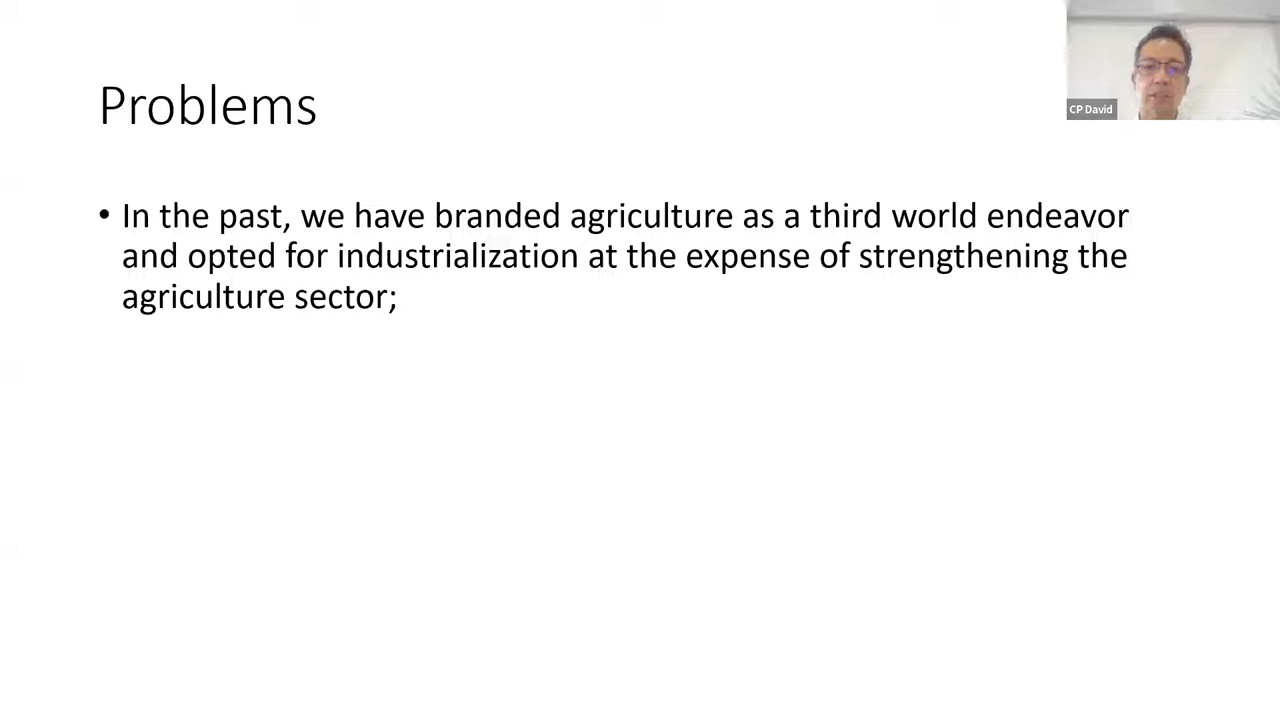 Problems
CP David
• In the past, we have branded agriculture as a third world endeavor
and opted for industrialization at the expense of strengthening the
agriculture sector;